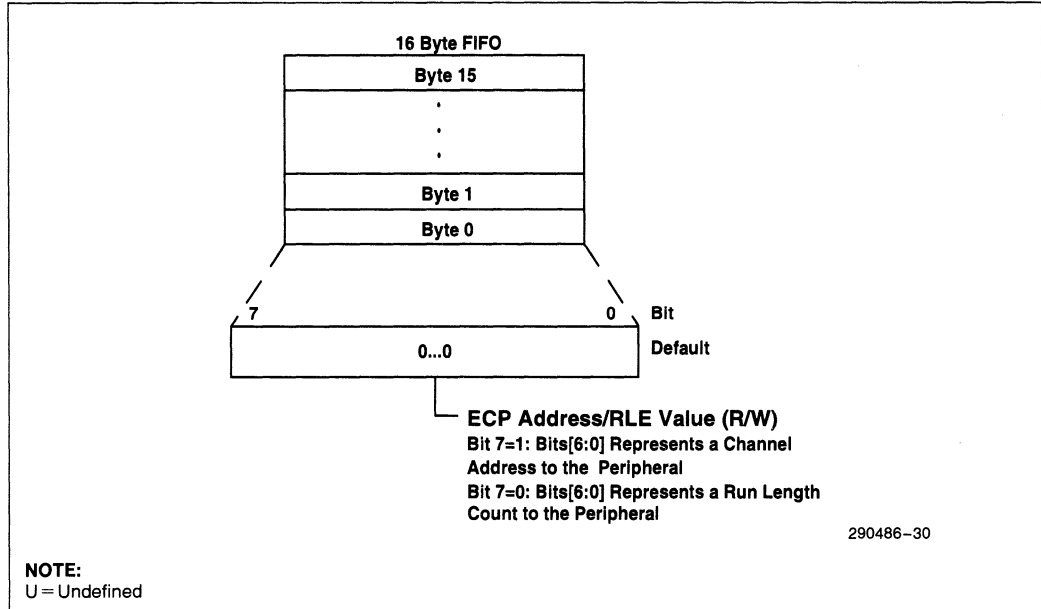 16 Byte FIFO
Byte 15
Byte 1
Byte 0
7 0 Bit
0...0 Default
ECP Address/RLE Value (R/W)
Bit 7=1: Bits[6:0] Represents a Channel
Address to the Peripheral
Bit 7=0: Bits[6:0] Represents a Run Length
Count to the Peripheral
290486–30
NOTE:
U = Undefined